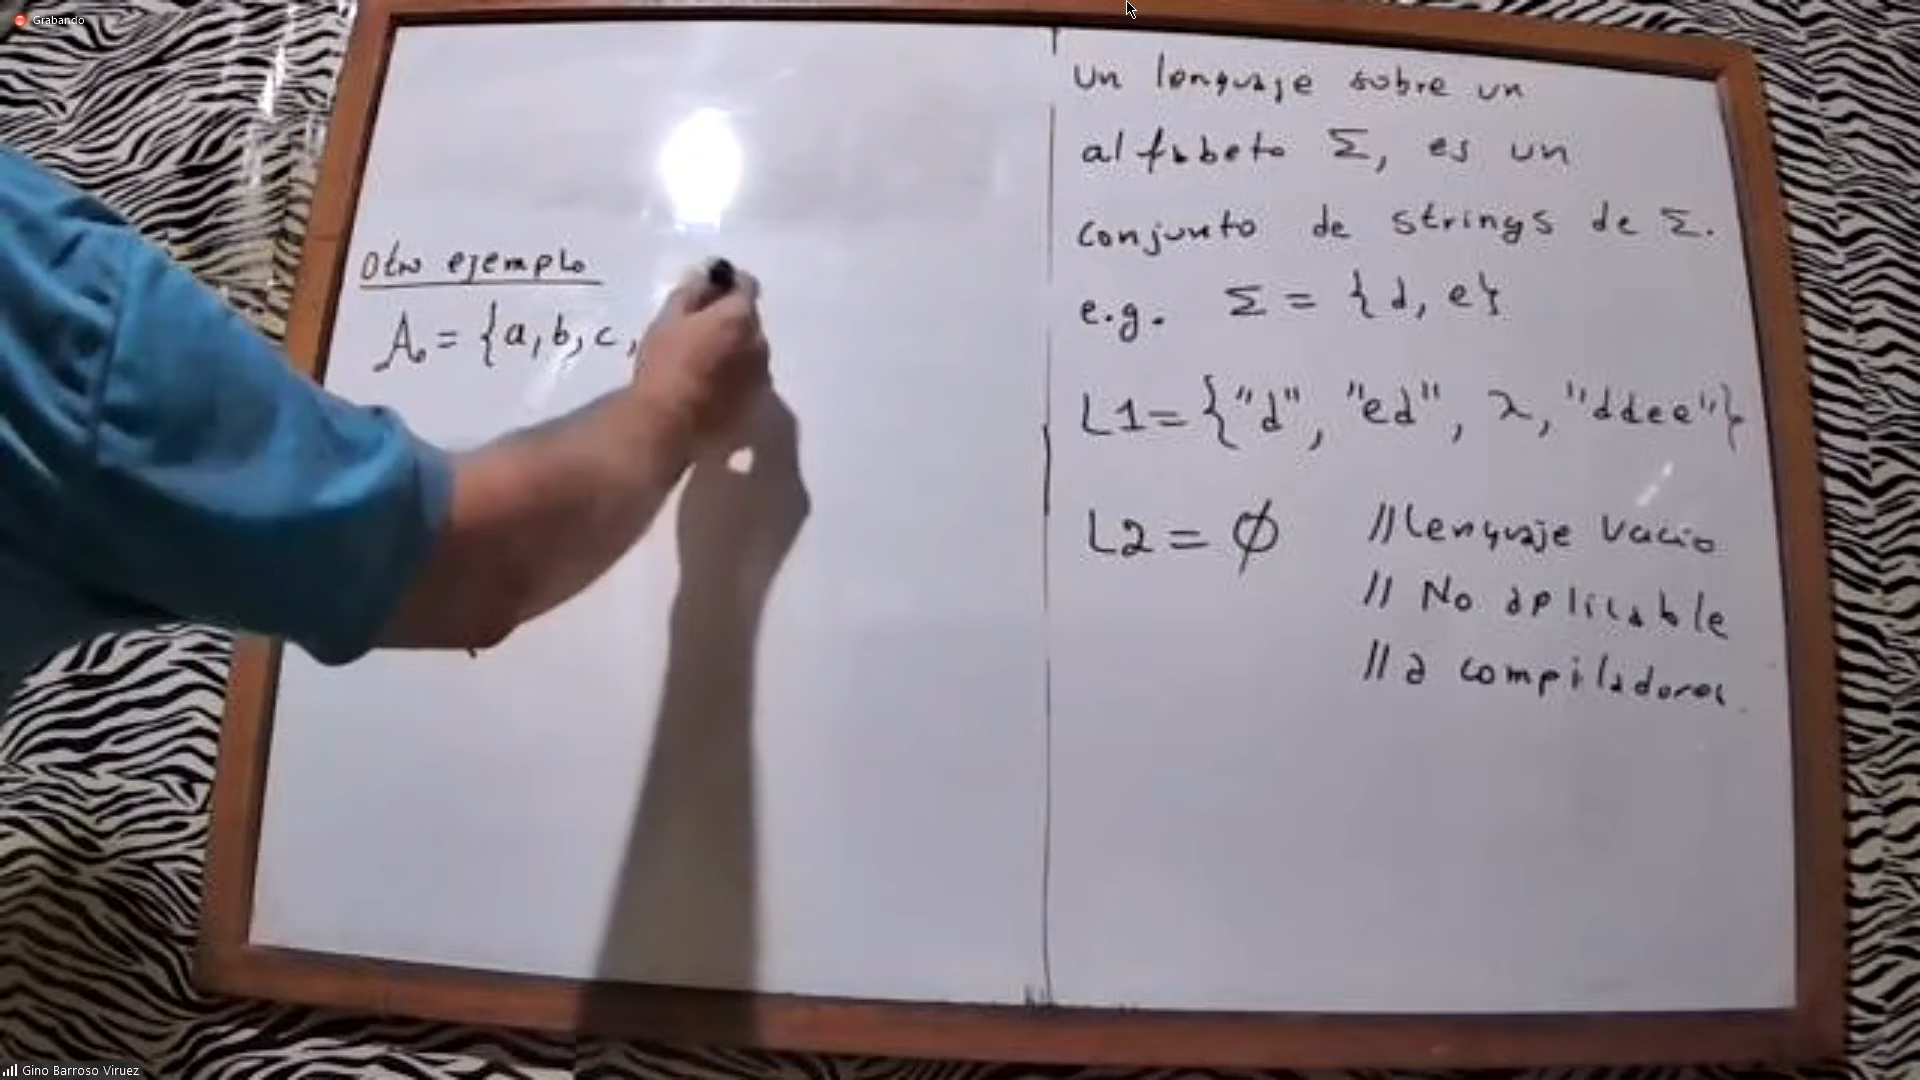 Grabando
Otro ejemplo
A₀ = {a, b, c,
Un lenguaje sobre un
alfabeto Σ, es un
conjunto de strings de Σ.
e.g. Σ = {d, e}
L1 = {"d", "ed", λ, "ddee"}
L2 = ∅ //Lenguaje Vacio
// No aplicable
// a compiladores
Gino Barroso Viruez